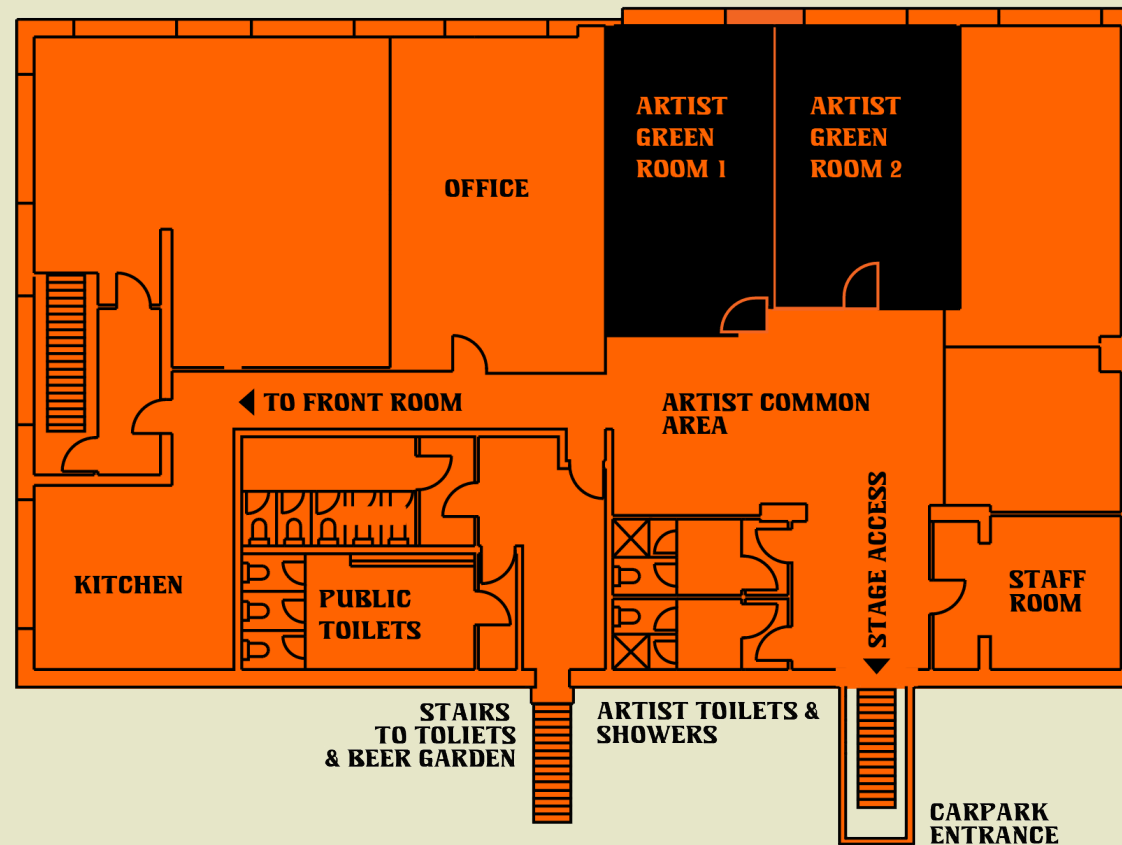 ARTIST
GREEN
ROOM 1
ARTIST
GREEN
ROOM 2
OFFICE
TO FRONT ROOM
ARTIST COMMON
AREA
STAGE ACCESS
KITCHEN
PUBLIC
TOILETS
STAFF
ROOM
STAIRS
TO TOLIETS
& BEER GARDEN
ARTIST TOILETS &
SHOWERS
CARPARK
ENTRANCE